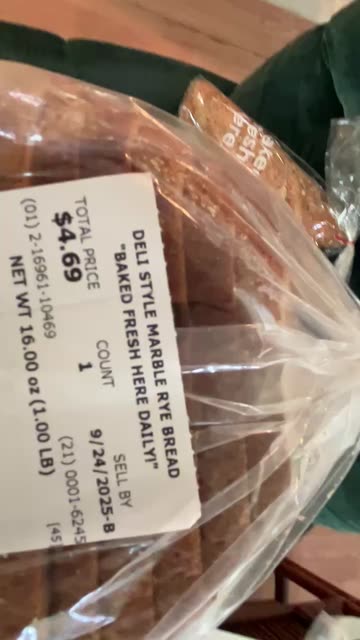 DELI STYLE MARBLE RYE BREAD
"BAKED FRESH HERE DAILY!"
TOTAL PRICE COUNT SELL BY
$4.69 1 9/24/2025-B
(01) 2-16961-10469 (21) 0001-6245
NET WT 16.00 oz (1.00 LB)